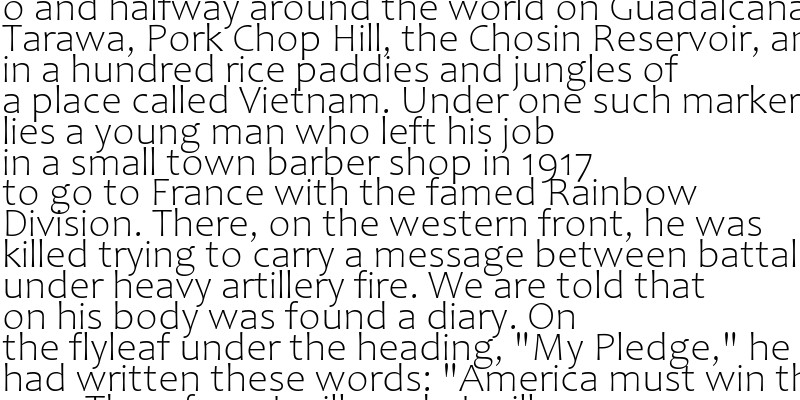 o and halfway around the world on Guadalcana
Tarawa, Pork Chop Hill, the Chosin Reservoir, an
in a hundred rice paddies and jungles of
a place called Vietnam. Under one such marker
lies a young man who left his job
in a small town barber shop in 1917
to go to France with the famed Rainbow
Division. There, on the western front, he was
killed trying to carry a message between battal
under heavy artillery fire. We are told that
on his body was found a diary. On
the flyleaf under the heading, "My Pledge," he
had written these words: "America must win th